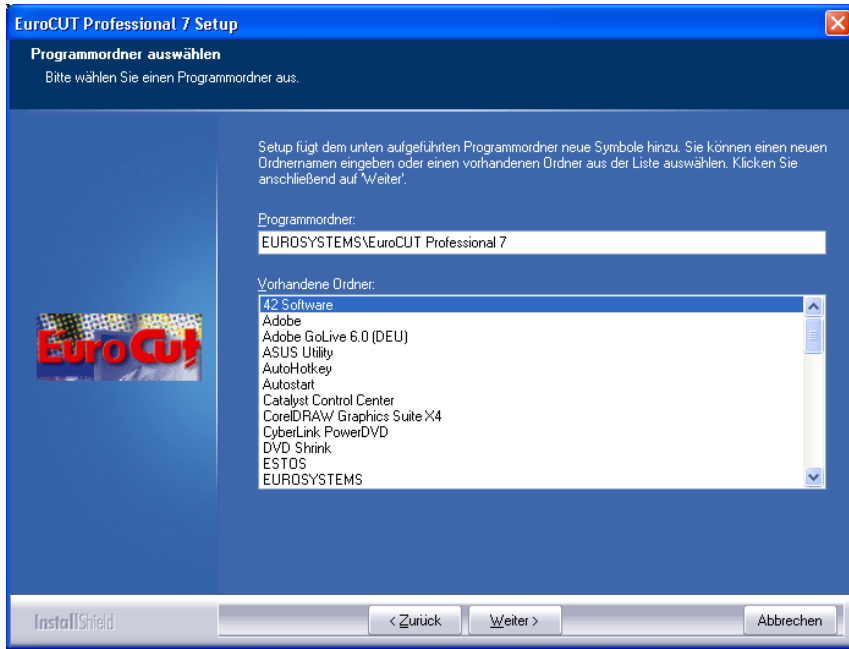 EuroCUT Professional 7 Setup
Programmordner auswählen
Bitte wählen Sie einen Programmordner aus.
Setup fügt dem unten aufgeführten Programmordner neue Symbole hinzu. Sie können einen neuen
Ordnernamen eingeben oder einen vorhandenen Ordner aus der Liste auswählen. Klicken Sie
anschließend auf 'Weiter'.
Programmordner:
EUROSYSTEMS\EuroCUT Professional 7
Vorhandene Ordner:
42 Software
Adobe
Adobe GoLive 6.0 (DEU)
ASUS Utility
AutoHotkey
Autostart
Catalyst Control Center
CorelDRAW Graphics Suite X4
CyberLink PowerDVD
DVD Shrink
ESTOS
EUROSYSTEMS
EuroCut
InstallShield
< Zurück
Weiter >
Abbrechen